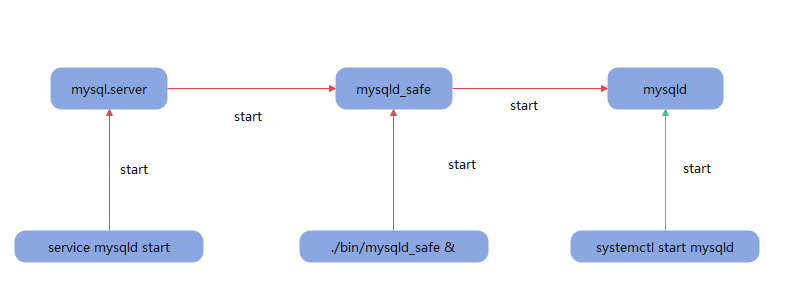 mysql.server
mysqld_safe
mysqld
start
start
start
start
start
service mysqld start
./bin/mysqld_safe &
systemctl start mysqld